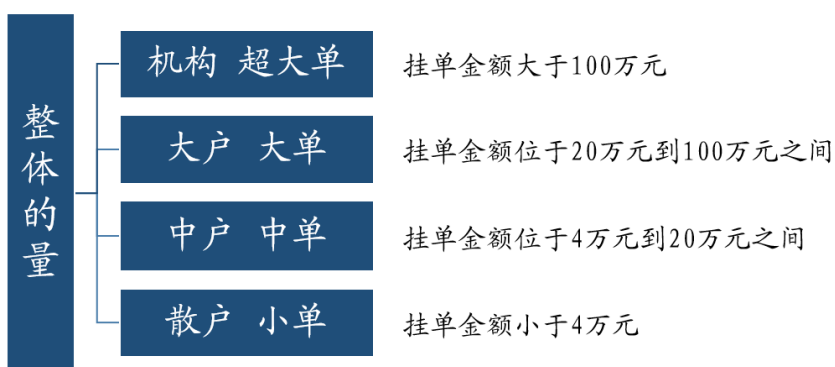 整体的量
机构 超大单
挂单金额大于100万元
大户 大单
挂单金额位于20万元到100万元之间
中户 中单
挂单金额位于4万元到20万元之间
散户 小单
挂单金额小于4万元